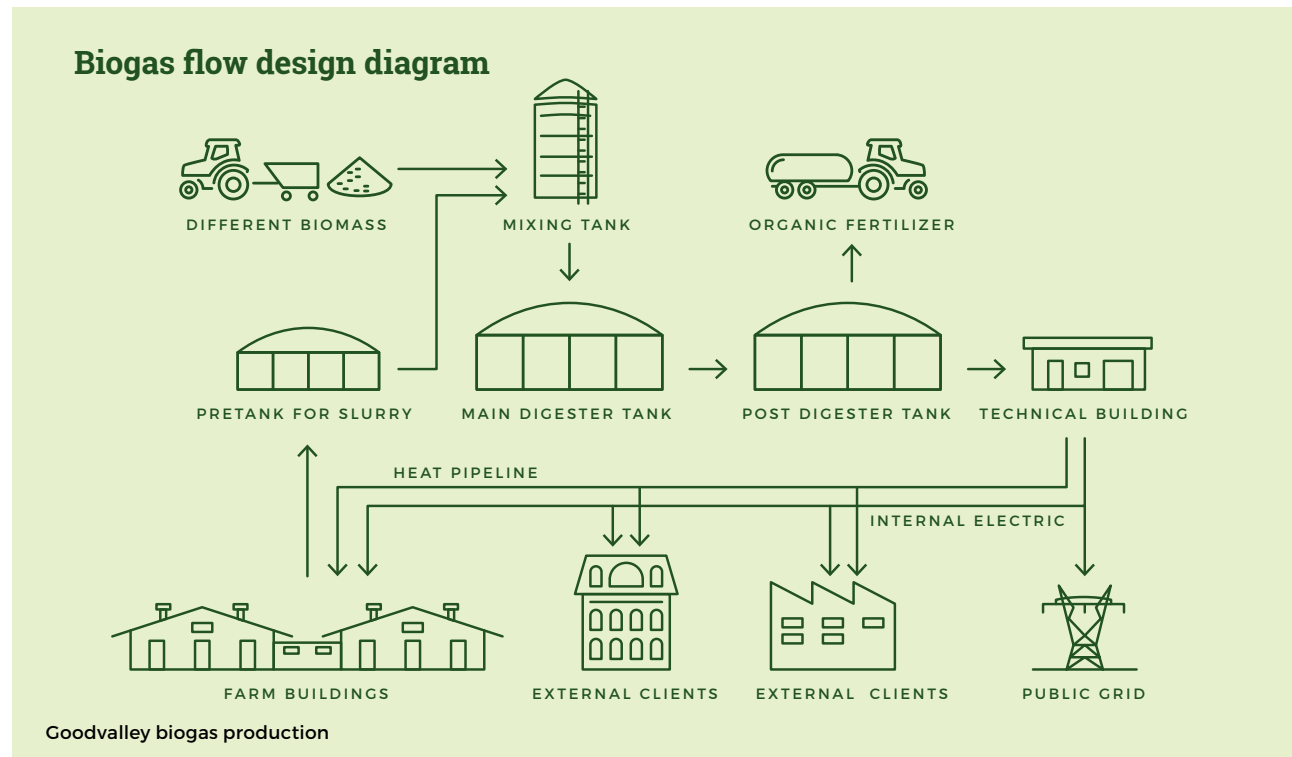 Biogas flow design diagram
DIFFERENT BIOMASS
MIXING TANK
ORGANIC FERTILIZER
PRETANK FOR SLURRY
MAIN DIGESTER TANK
POST DIGESTER TANK
TECHNICAL BUILDING
HEAT PIPELINE
INTERNAL ELECTRIC
FARM BUILDINGS
EXTERNAL CLIENTS
EXTERNAL CLIENTS
PUBLIC GRID
Goodvalley biogas production